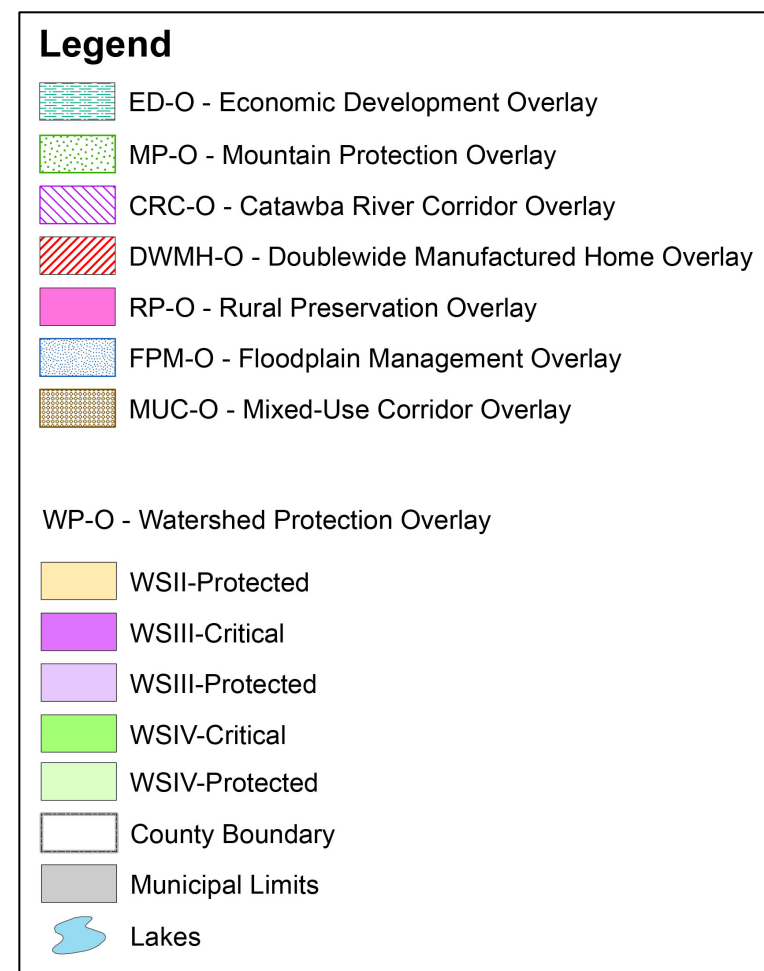 Legend
ED-O - Economic Development Overlay
MP-O - Mountain Protection Overlay
CRC-O - Catawba River Corridor Overlay
DWMH-O - Doublewide Manufactured Home Overlay
RP-O - Rural Preservation Overlay
FPM-O - Floodplain Management Overlay
MUC-O - Mixed-Use Corridor Overlay
WP-O - Watershed Protection Overlay
WSII-Protected
WSIII-Critical
WSIII-Protected
WSIV-Critical
WSIV-Protected
County Boundary
Municipal Limits
Lakes